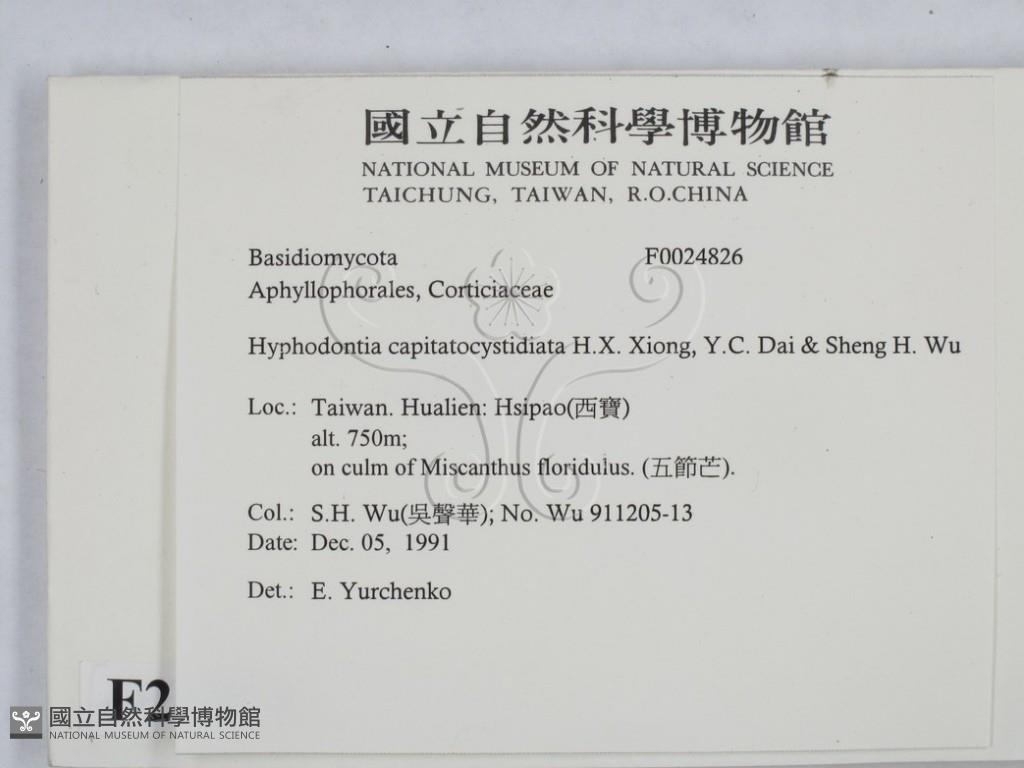 國立自然科學博物館
NATIONAL MUSEUM OF NATURAL SCIENCE
TAICHUNG, TAIWAN, R.O.CHINA
Basidiomycota F0024826
Aphyllophorales, Corticiaceae
Hyphodontia capitatocystidiata H.X. Xiong, Y.C. Dai & Sheng H. Wu
Loc.: Taiwan. Hualien: Hsipao(西寶)
alt. 750m;
on culm of Miscanthus floridulus. (五節芒).
Col.: S.H. Wu(吳聲華); No. Wu 911205-13
Date: Dec. 05, 1991
Det.: E. Yurchenko
F2
國立自然科學博物館
NATIONAL MUSEUM OF NATURAL SCIENCE